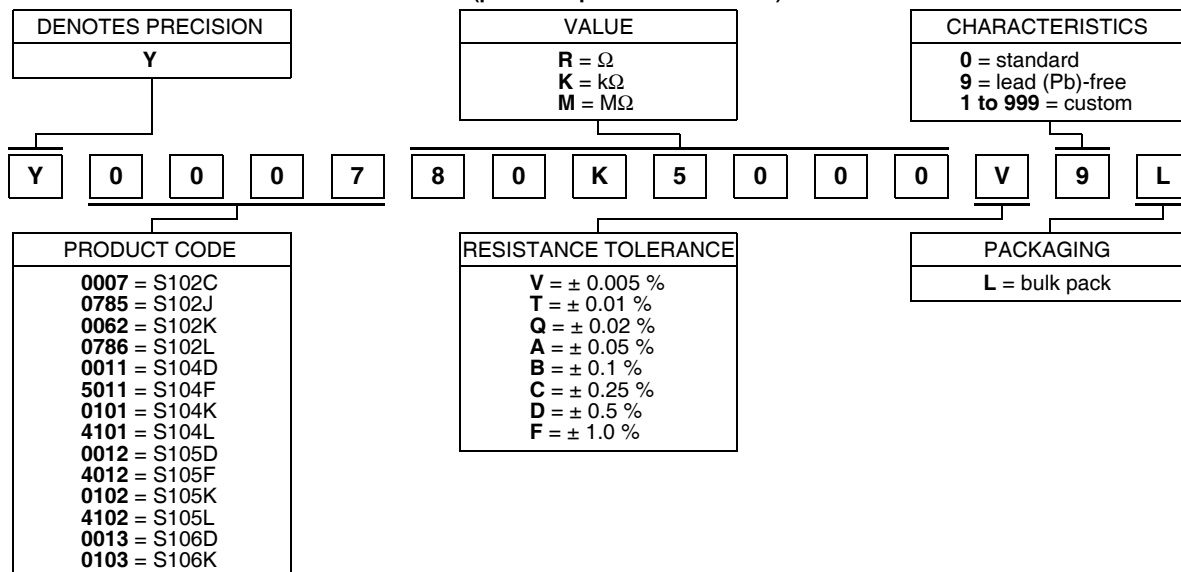 DENOTES PRECISION
Y
VALUE
R = Ω
K = kΩ
M = MΩ
CHARACTERISTICS
0 = standard
9 = lead (Pb)-free
1 to 999 = custom
Y 0 0 0 7 8 0 K 5 0 0 0 V 9 L
PRODUCT CODE
0007 = S102C
0785 = S102J
0062 = S102K
0786 = S102L
0011 = S104D
5011 = S104F
0101 = S104K
4101 = S104L
0012 = S105D
4012 = S105F
0102 = S105K
4102 = S105L
0013 = S106D
0103 = S106K
RESISTANCE TOLERANCE
V = ± 0.005 %
T = ± 0.01 %
Q = ± 0.02 %
A = ± 0.05 %
B = ± 0.1 %
C = ± 0.25 %
D = ± 0.5 %
F = ± 1.0 %
PACKAGING
L = bulk pack